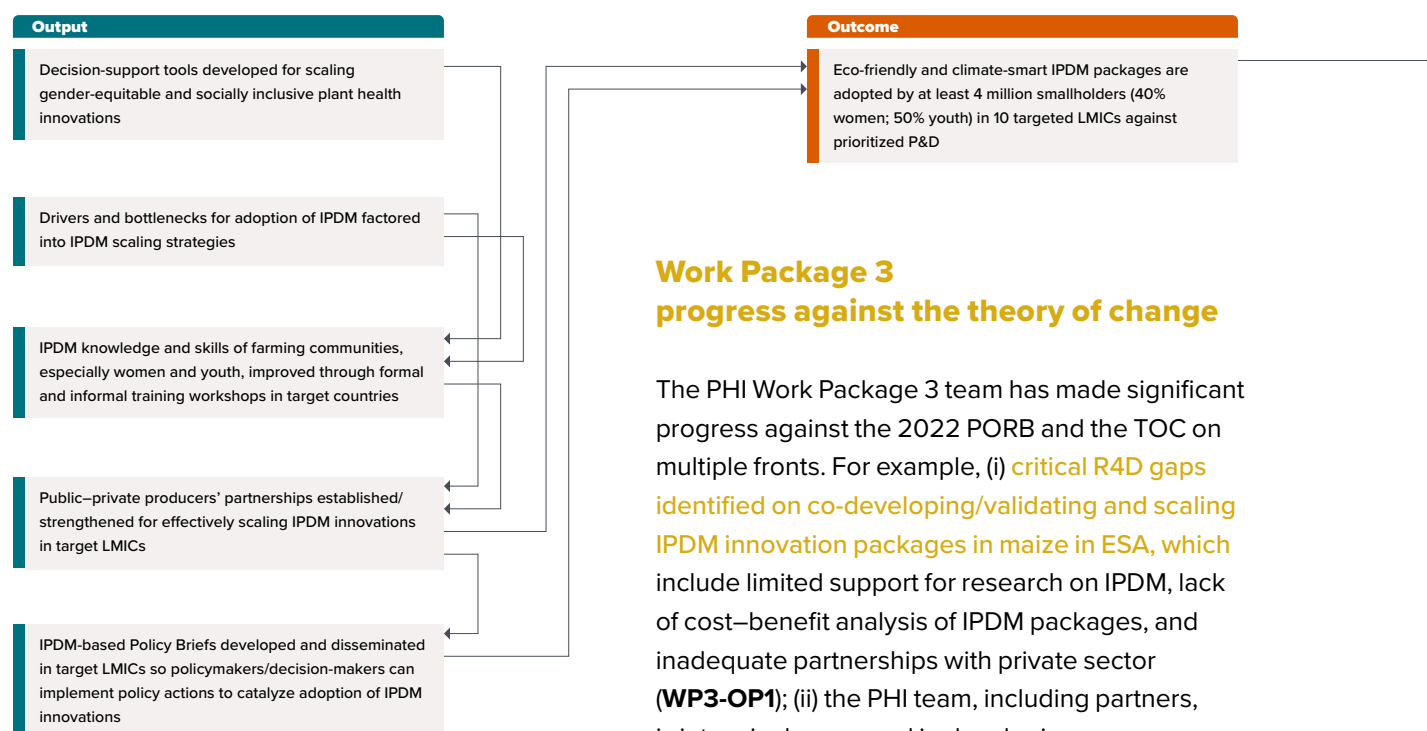 Output
Decision-support tools developed for scaling
gender-equitable and socially inclusive plant health
innovations
Drivers and bottlenecks for adoption of IPDM factored
into IPDM scaling strategies
IPDM knowledge and skills of farming communities,
especially women and youth, improved through formal
and informal training workshops in target countries
Public–private producers’ partnerships established/
strengthened for effectively scaling IPDM innovations
in target LMICs
IPDM-based Policy Briefs developed and disseminated
in target LMICs so policymakers/decision-makers can
implement policy actions to catalyze adoption of IPDM
innovations
Outcome
Eco-friendly and climate-smart IPDM packages are
adopted by at least 4 million smallholders (40%
women; 50% youth) in 10 targeted LMICs against
prioritized P&D
Work Package 3
progress against the theory of change
The PHI Work Package 3 team has made significant
progress against the 2022 PORB and the TOC on
multiple fronts. For example, (i) critical R4D gaps
identified on co-developing/validating and scaling
IPDM innovation packages in maize in ESA, which
include limited support for research on IPDM, lack
of cost–benefit analysis of IPDM packages, and
inadequate partnerships with private sector
(WP3-OP1); (ii) the PHI team, including partners,